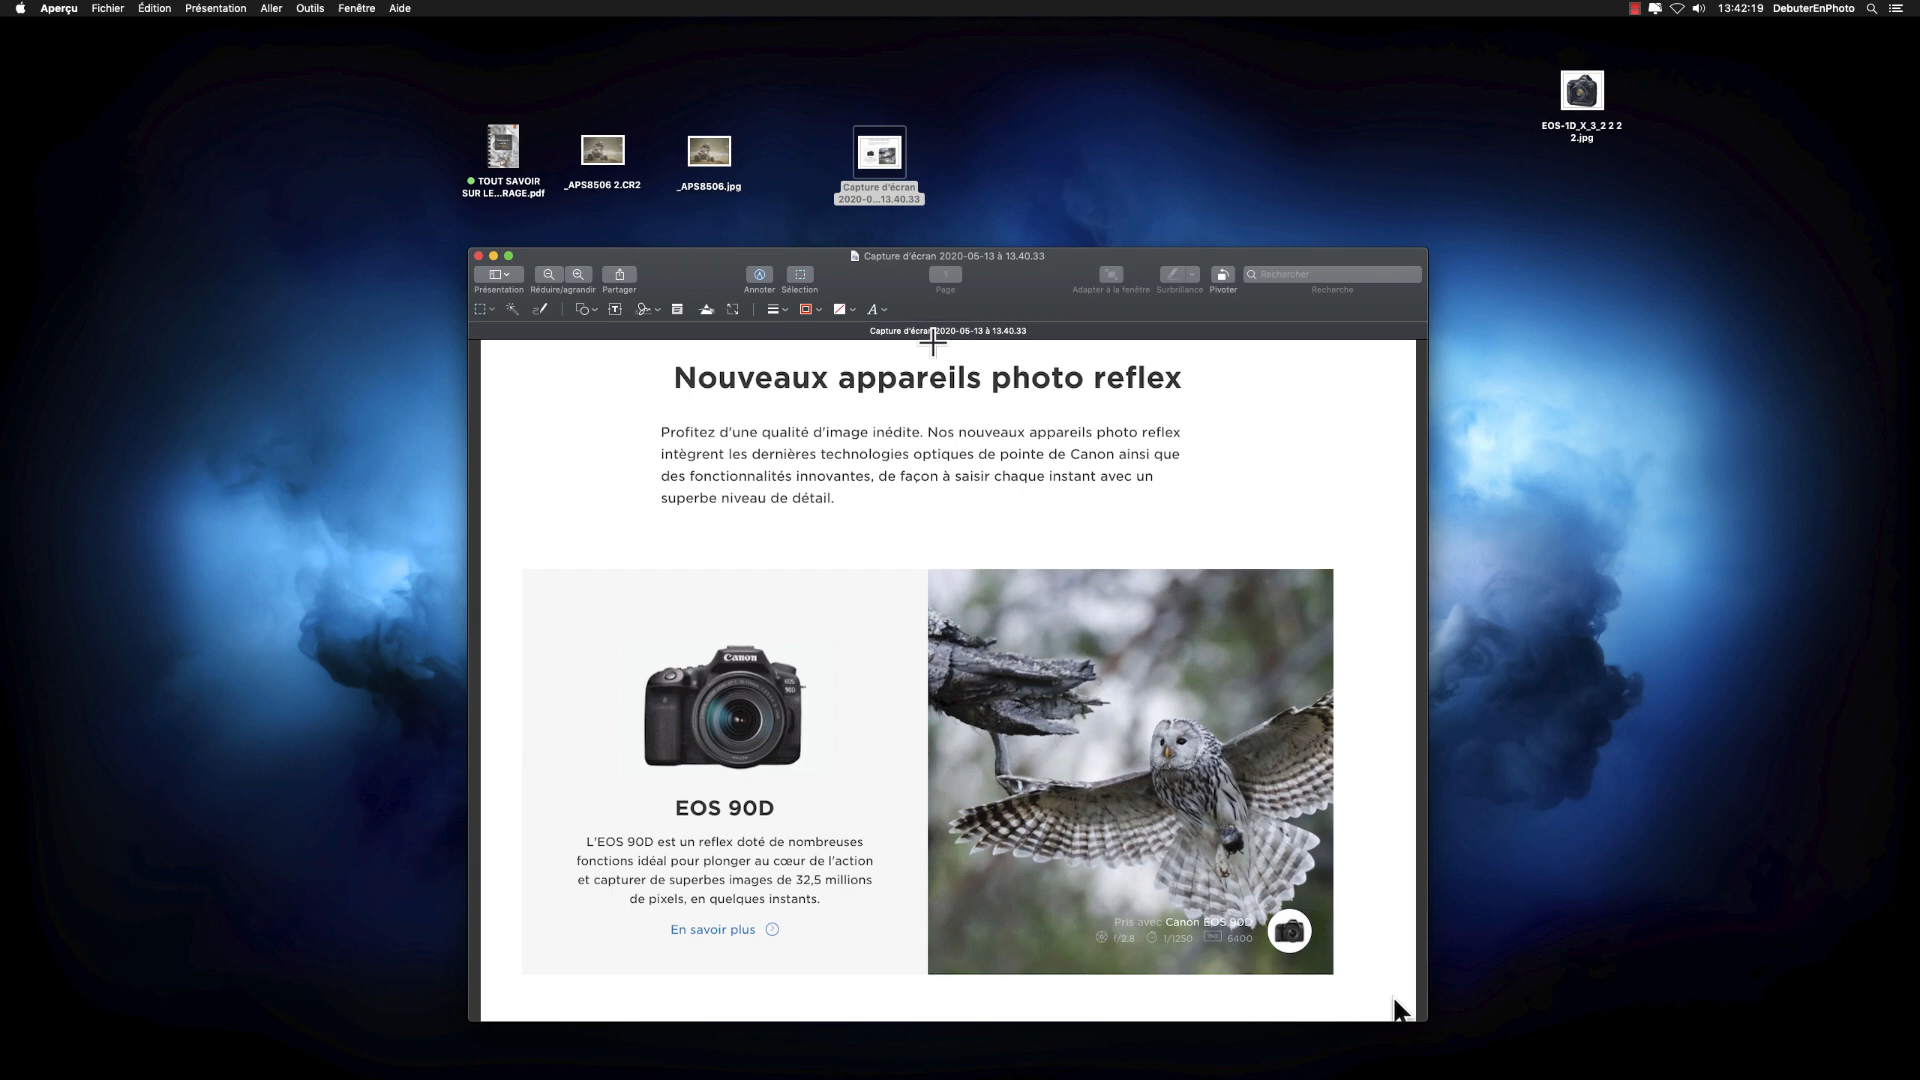 Aperçu Fichier Édition Présentation Aller Outils Fenêtre Aide
13:42:19 DebuterEnPhoto
EOS-1D_X_3_2 2 2
2.jpg
TOUT SAVOIR
SUR LE...RAGE.pdf
_APS8506 2.CR2
_APS8506.jpg
Capture d'écran
2020-0...13.40.33
Capture d'écran 2020-05-13 à 13.40.33
1
Rechercher
Présentation Réduire/agrandir Partager Annoter Sélection Page Adapter à la fenêtre Surbrillance Pivoter Recherche
Capture d'écran 2020-05-13 à 13.40.33
Nouveaux appareils photo reflex
Profitez d'une qualité d'image inédite. Nos nouveaux appareils photo reflex
intègrent les dernières technologies optiques de pointe de Canon ainsi que
des fonctionnalités innovantes, de façon à saisir chaque instant avec un
superbe niveau de détail.
Canon
EOS
90D
EOS 90D
L'EOS 90D est un reflex doté de nombreuses
fonctions idéal pour plonger au cœur de l'action
et capturer de superbes images de 32,5 millions
de pixels, en quelques instants.
En savoir plus
Pris avec Canon EOS 90D
f/2.8 1/1250 ISO 6400